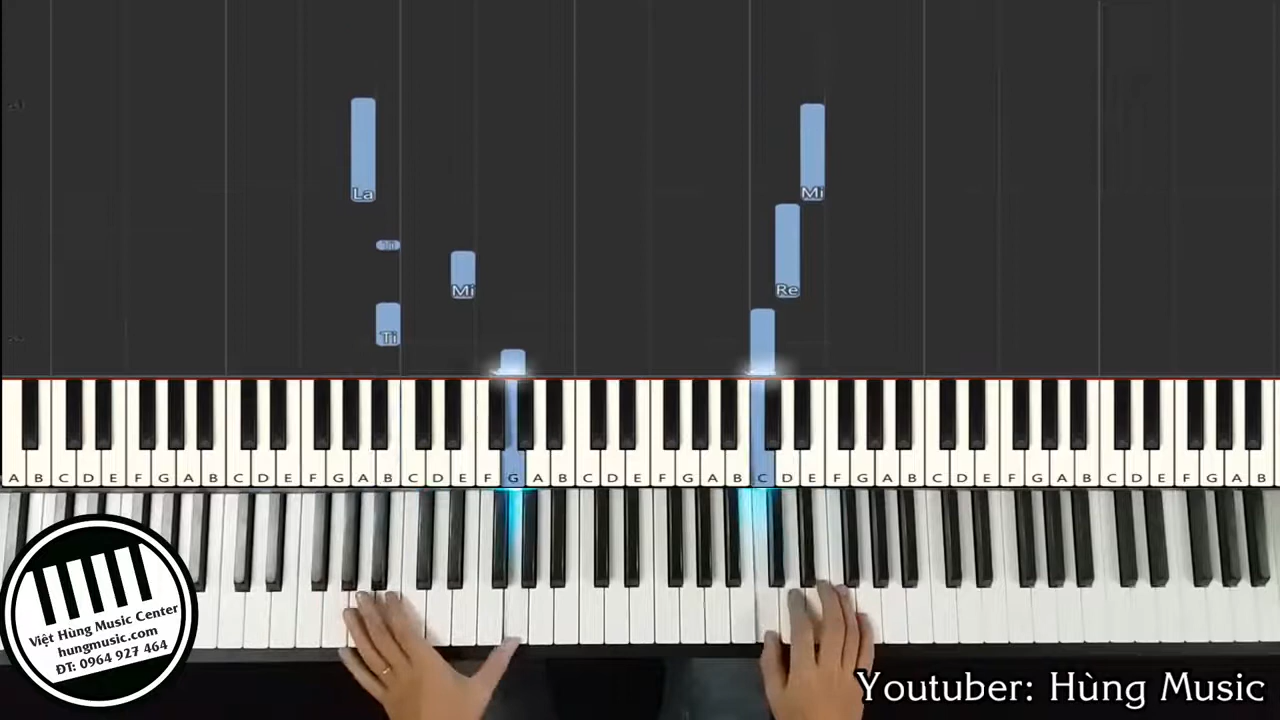 La
Mi
Re
Mi
Ti
A B C D E F G A B C D E F G A B C D E F G A B C D E F G A B C D E F G A B C D E F G A B C D E F G A B
Việt Hùng Music Center
hungmusic.com
ĐT: 0964 927 464
Youtuber: Hùng Music